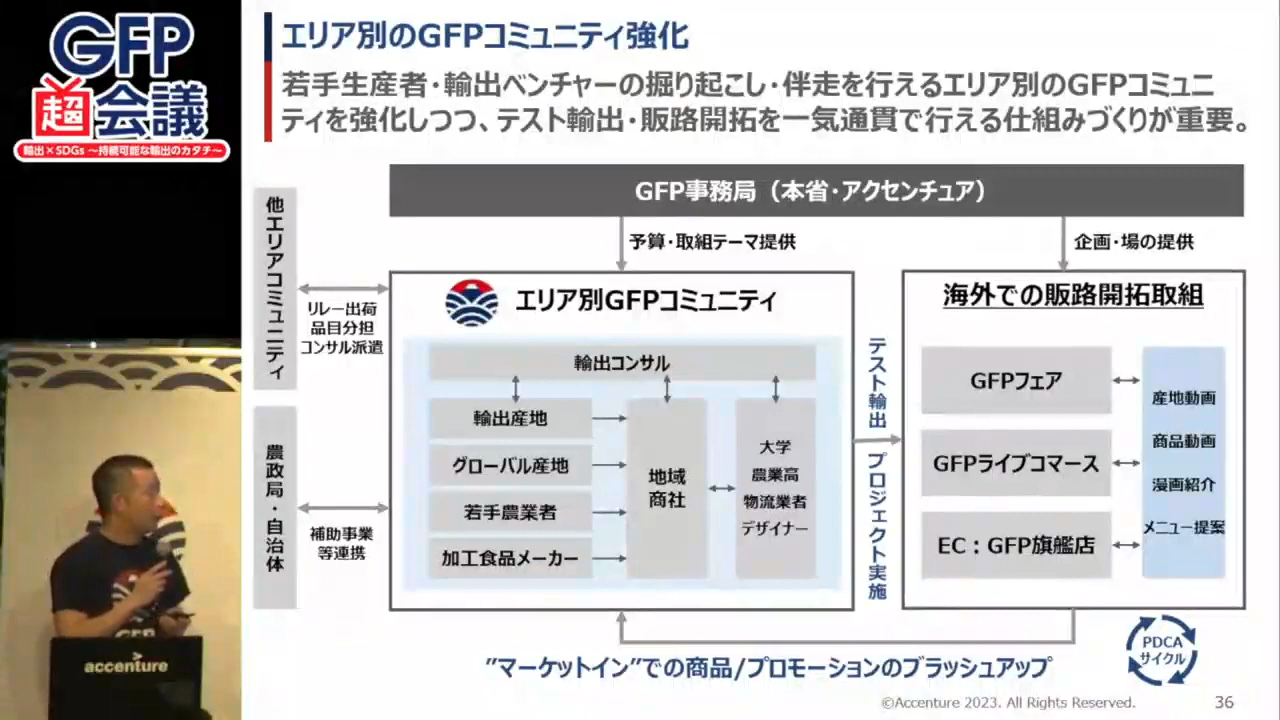 GFP
超会議
輸出×SDGs ～持続可能な輸出のカタチ～
エリア別のGFPコミュニティ強化
若手生産者・輸出ベンチャーの掘り起こし・伴走を行えるエリア別のGFPコミュニ
ティを強化しつつ、テスト輸出・販路開拓を一気通貫で行える仕組みづくりが重要。
GFP事務局（本省・アクセンチュア）
予算・取組テーマ提供
企画・場の提供
他エリアコミュニティ
リレー出荷
品目分担
コンサル派遣
農政局・自治体
補助事業
等連携
エリア別GFPコミュニティ
輸出コンサル
輸出産地
グローバル産地
若手農業者
加工食品メーカー
地域
商社
大学
農業高
物流業者
デザイナー
テスト輸出 プロジェクト実施
海外での販路開拓取組
GFPフェア
GFPライブコマース
EC：GFP旗艦店
産地動画
商品動画
漫画紹介
メニュー提案
"マーケットイン"での商品/プロモーションのブラッシュアップ
PDCA
サイクル
©Accenture 2023. All Rights Reserved.
36
GFP
accenture